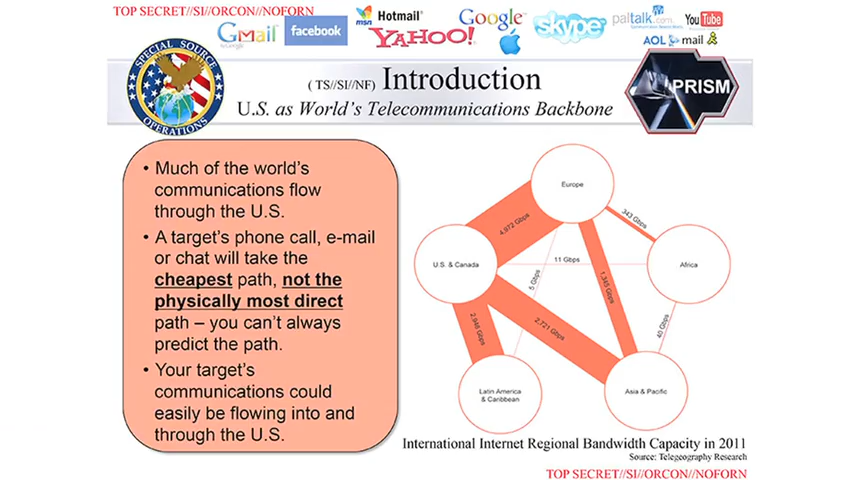 TOP SECRET//SI//ORCON//NOFORN
Gmail
facebook
msn Hotmail
YAHOO!
Google
skype
paltalk.com
YouTube
AOL mail
SPECIAL SOURCE
OPERATIONS
( TS//SI//NF) Introduction
U.S. as World's Telecommunications Backbone
PRISM
• Much of the world's
communications flow
through the U.S.
• A target's phone call, e-mail
or chat will take the
cheapest path, not the
physically most direct
path – you can't always
predict the path.
• Your target's
communications could
easily be flowing into and
through the U.S.
Europe
4,972 Gbps
343 Gbps
U.S. & Canada
11 Gbps
Africa
5 Gbps
1,345 Gbps
2,946 Gbps
2,721 Gbps
40 Gbps
Latin America
& Caribbean
Asia & Pacific
International Internet Regional Bandwidth Capacity in 2011
Source: Telegeography Research
TOP SECRET//SI//ORCON//NOFORN